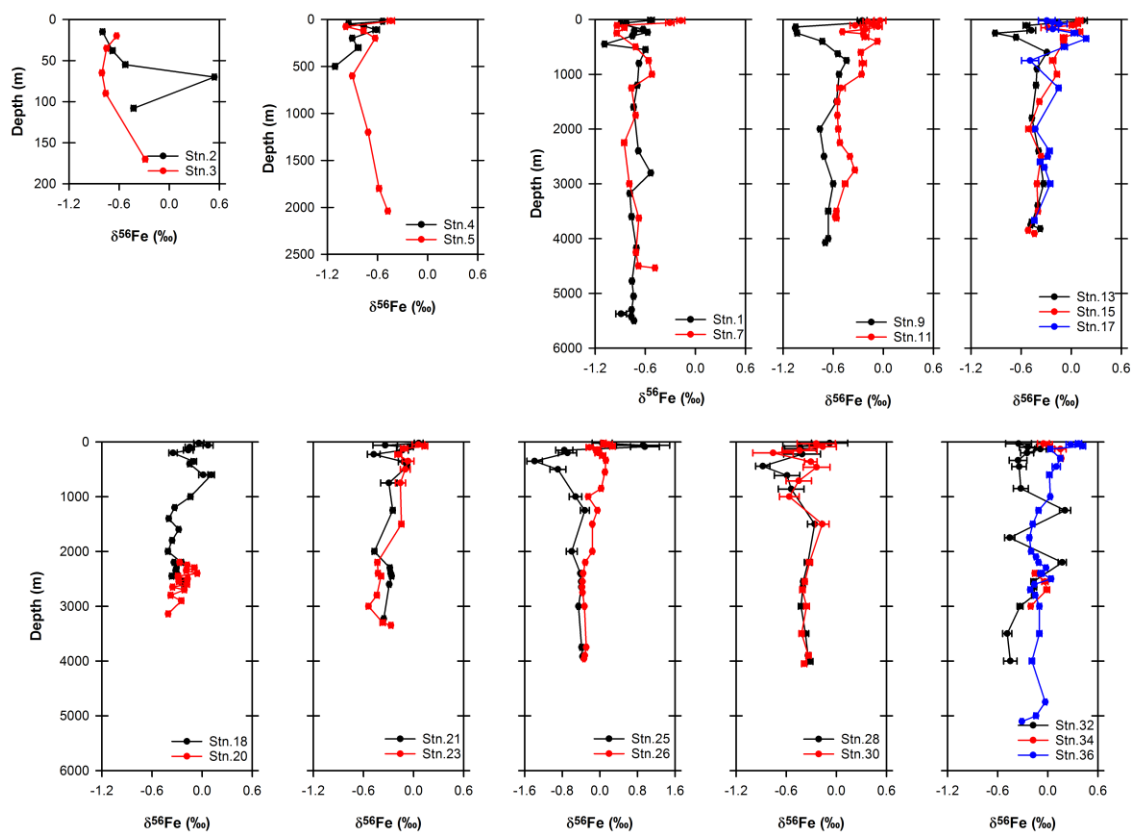 Depth (m)
0
50
100
150
200
Stn.2
Stn.3
-1.2 -0.6 0.0 0.6
δ⁵⁶Fe (‰)
Depth (m)
0
500
1000
1500
2000
2500
Stn.4
Stn.5
-1.2 -0.6 0.0 0.6
δ⁵⁶Fe (‰)
Depth (m)
0
1000
2000
3000
4000
5000
6000
Stn.1
Stn.7
-1.2 -0.6 0.0 0.6
δ⁵⁶Fe (‰)
Stn.9
Stn.11
-1.2 -0.6 0.0 0.6
δ⁵⁶Fe (‰)
Stn.13
Stn.15
Stn.17
-1.2 -0.6 0.0 0.6
δ⁵⁶Fe (‰)
Depth (m)
0
1000
2000
3000
4000
5000
6000
Stn.18
Stn.20
-1.2 -0.6 0.0 0.6
δ⁵⁶Fe (‰)
Stn.21
Stn.23
-1.2 -0.6 0.0 0.6
δ⁵⁶Fe (‰)
Stn.25
Stn.26
-1.6 -0.8 0.0 0.8 1.6
δ⁵⁶Fe (‰)
Stn.28
Stn.30
-1.2 -0.6 0.0 0.6
δ⁵⁶Fe (‰)
Stn.32
Stn.34
Stn.36
-1.2 -0.6 0.0 0.6
δ⁵⁶Fe (‰)